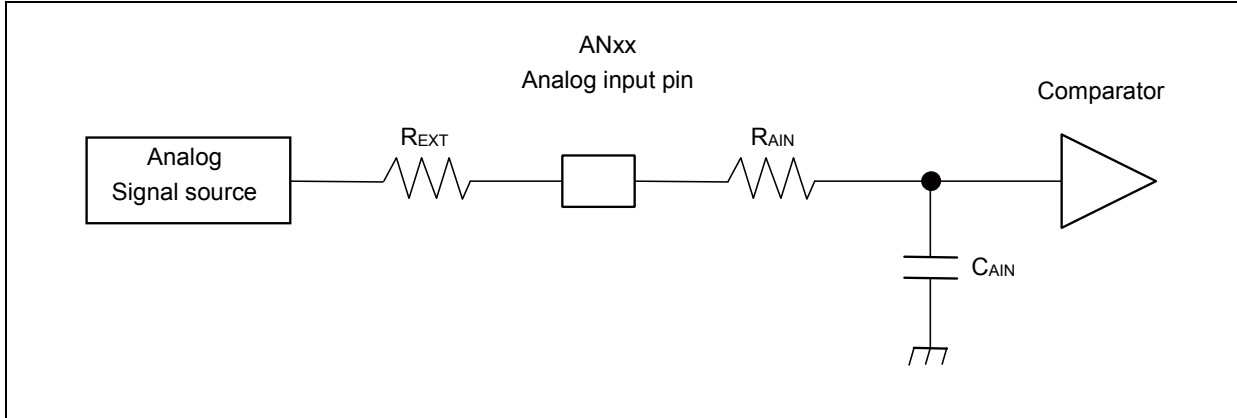 ANxx
Analog input pin
Comparator
REXT
RAIN
Analog
Signal source
CAIN